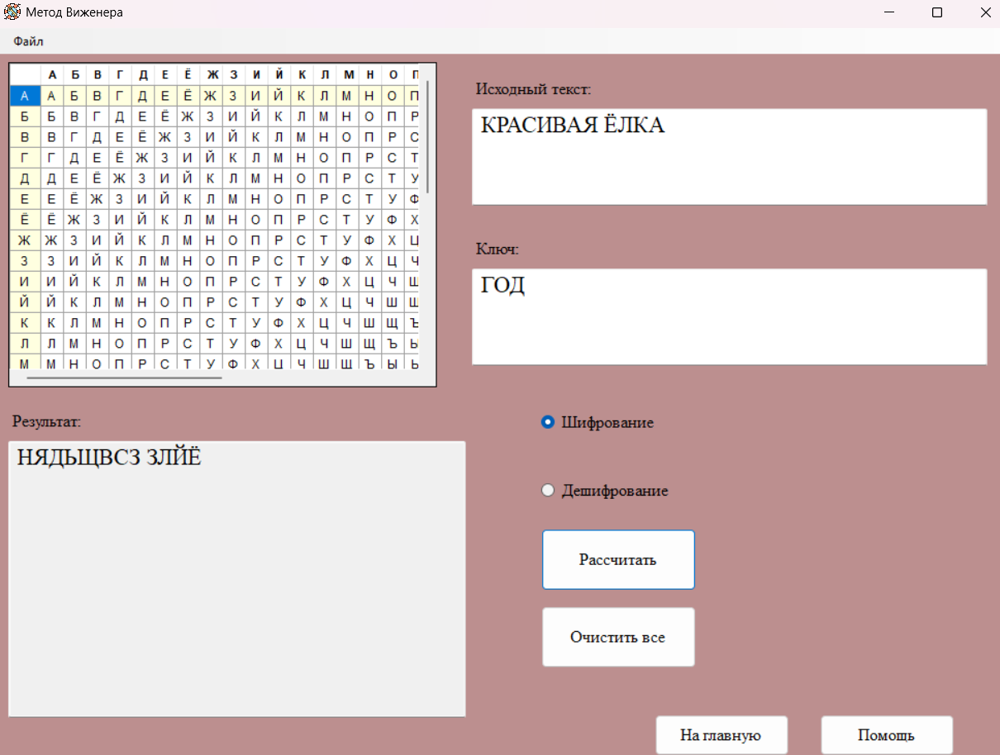 Метод Виженера
Файл
А Б В Г Д Е Ё Ж З И Й К Л М Н О П
А А Б В Г Д Е Ё Ж З И Й К Л М Н О П
Б Б В Г Д Е Ё Ж З И Й К Л М Н О П Р
В В Г Д Е Ё Ж З И Й К Л М Н О П Р С
Г Г Д Е Ё Ж З И Й К Л М Н О П Р С Т
Д Д Е Ё Ж З И Й К Л М Н О П Р С Т У
Е Е Ё Ж З И Й К Л М Н О П Р С Т У Ф
Ё Ё Ж З И Й К Л М Н О П Р С Т У Ф Х
Ж Ж З И Й К Л М Н О П Р С Т У Ф Х Ц
З З И Й К Л М Н О П Р С Т У Ф Х Ц Ч
И И Й К Л М Н О П Р С Т У Ф Х Ц Ч Ш
Й Й К Л М Н О П Р С Т У Ф Х Ц Ч Ш Щ
К К Л М Н О П Р С Т У Ф Х Ц Ч Ш Щ Ъ
Л Л М Н О П Р С Т У Ф Х Ц Ч Ш Щ Ъ Ы
М М Н О П Р С Т У Ф Х Ц Ч Ш Щ Ъ Ы Ь
Исходный текст:
КРАСИВАЯ ЁЛКА
Ключ:
ГОД
Результат:
НЯДЬЩВСЗ ЗЛЙЁ
Шифрование
Дешифрование
Рассчитать
Очистить все
На главную
Помощь